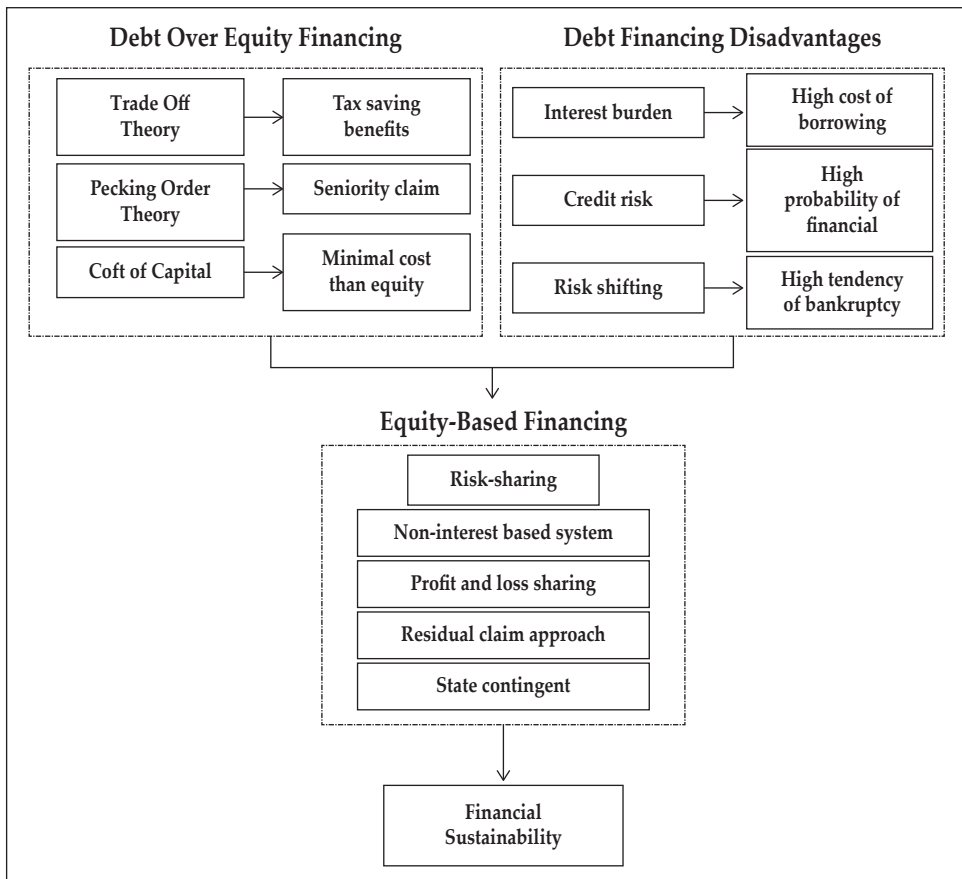 Debt Over Equity Financing
Trade Off
Theory
Tax saving
benefits
Pecking Order
Theory
Seniority claim
Coft of Capital
Minimal cost
than equity
Debt Financing Disadvantages
Interest burden
High cost of
borrowing
Credit risk
High
probability of
financial
Risk shifting
High tendency
of bankruptcy
Equity-Based Financing
Risk-sharing
Non-interest based system
Profit and loss sharing
Residual claim approach
State contingent
Financial
Sustainability